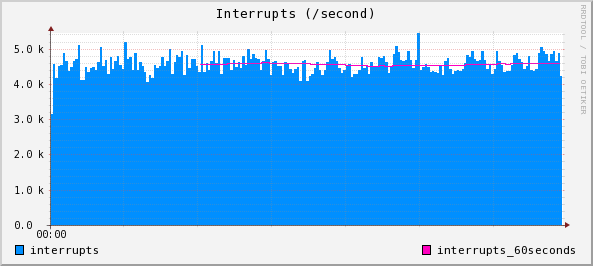 Interrupts (/second)
RRDTOOL / TOBI OETIKER
5.0 k
4.0 k
3.0 k
2.0 k
1.0 k
0.0
00:00
interrupts
interrupts_60seconds